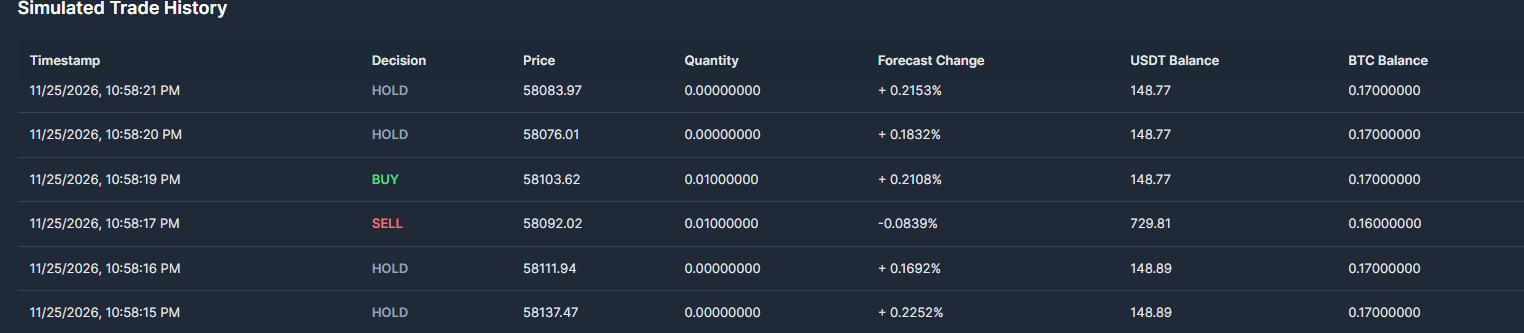 Simulated Trade History
Timestamp Decision Price Quantity Forecast Change USDT Balance BTC Balance
11/25/2026, 10:58:21 PM HOLD 58083.97 0.00000000 + 0.2153% 148.77 0.17000000
11/25/2026, 10:58:20 PM HOLD 58076.01 0.00000000 + 0.1832% 148.77 0.17000000
11/25/2026, 10:58:19 PM BUY 58103.62 0.01000000 + 0.2108% 148.77 0.17000000
11/25/2026, 10:58:17 PM SELL 58092.02 0.01000000 -0.0839% 729.81 0.16000000
11/25/2026, 10:58:16 PM HOLD 58111.94 0.00000000 + 0.1692% 148.89 0.17000000
11/25/2026, 10:58:15 PM HOLD 58137.47 0.00000000 + 0.2252% 148.89 0.17000000